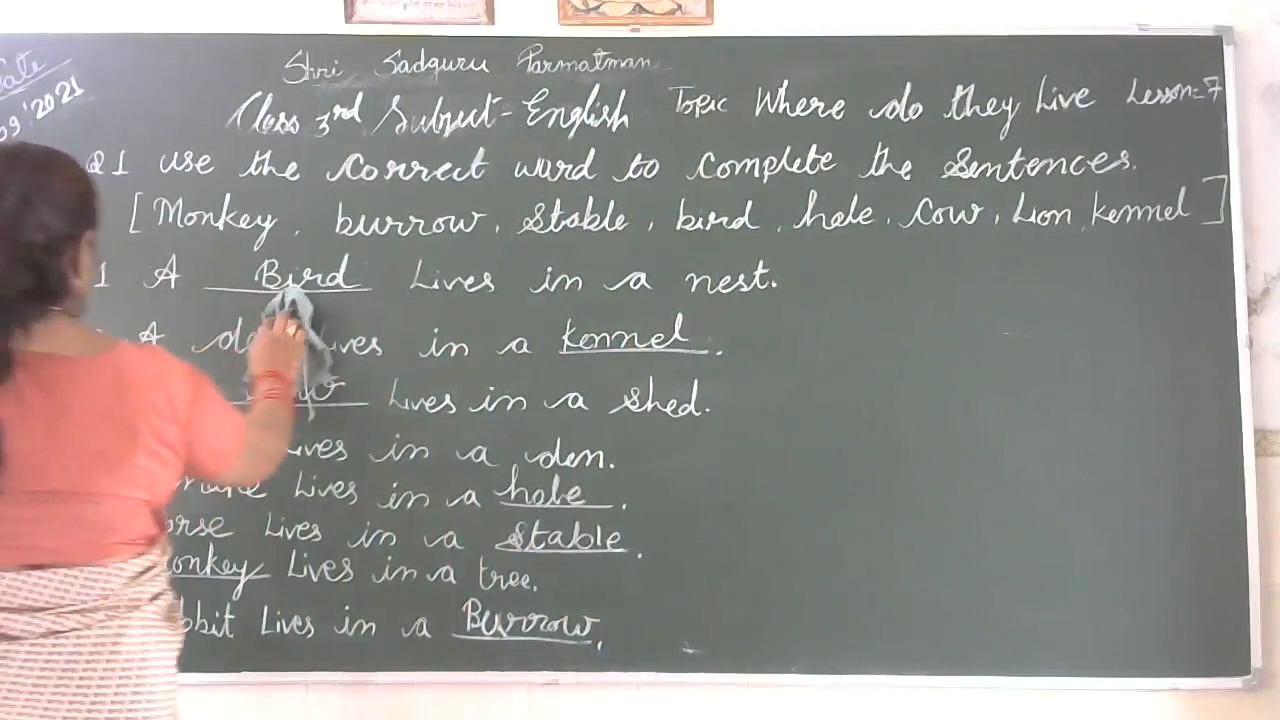 Date
Shri Sadguru Parmatman
09 '2021
Class 3rd Subject - English Topic Where do they Live Lesson - 7
Q1 use the correct word to complete the sentences.
[Monkey, burrow, stable, bird, hole, cow, Lion, kennel]
1 A Bird Lives in a nest.
A Lives in a kennel.
Lives in a shed.
in a den.
Lives in a hole.
Lives in a stable.
Lives in a tree.
Lives in a Burrow.